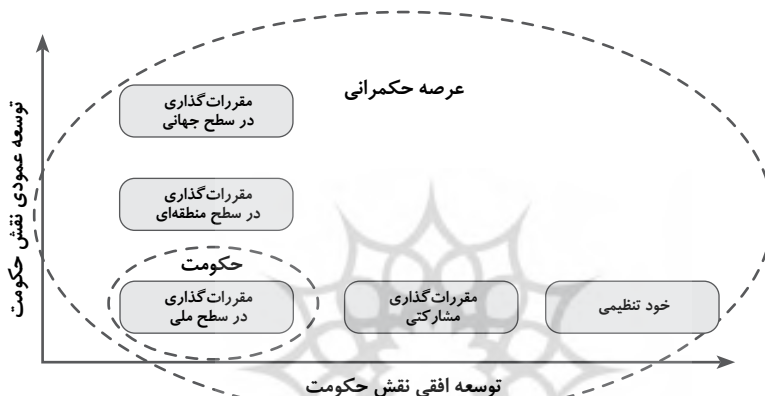 عرصه حکمرانی
مقررات‌گذاری
در سطح جهانی
مقررات‌گذاری
در سطح منطقه‌ای
حکومت
مقررات‌گذاری
در سطح ملی
مقررات‌گذاری
مشارکتی
خود تنظیمی
توسعه عمودی نقش حکومت
توسعه افقی نقش حکومت